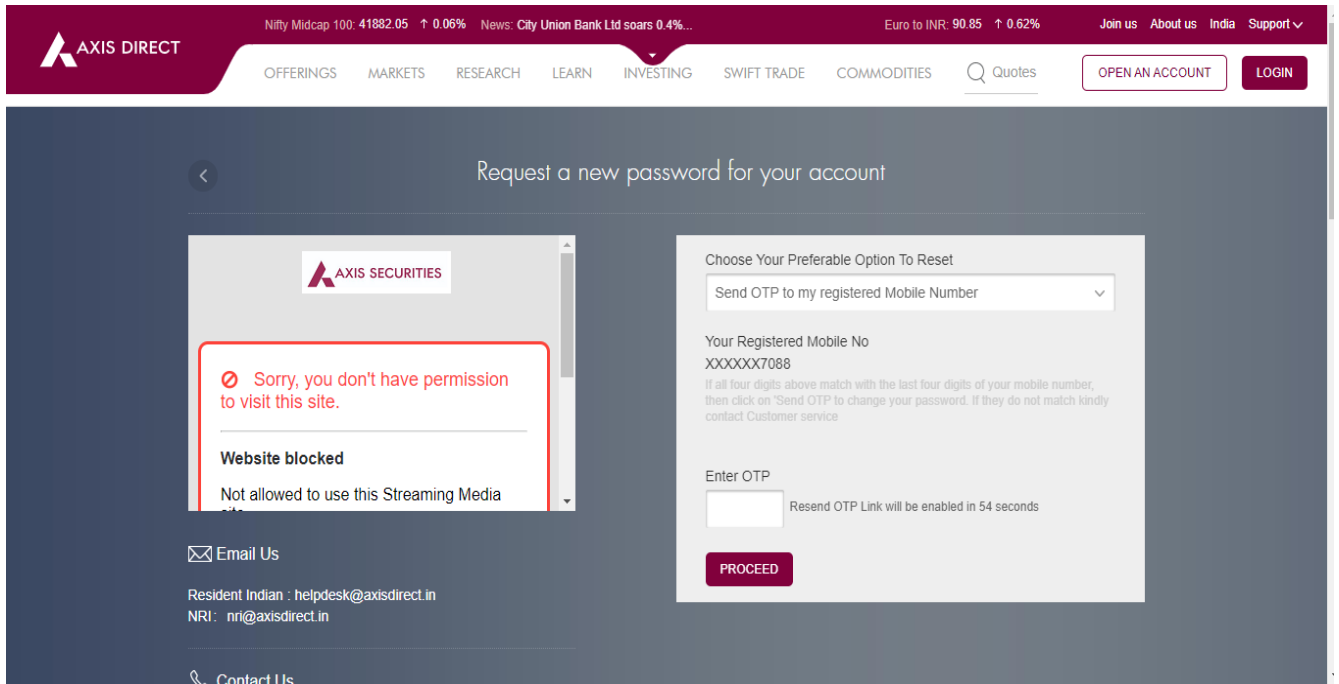 AXIS DIRECT
Nifty Midcap 100: 41882.05 ↑ 0.06% News: City Union Bank Ltd soars 0.4%...
Euro to INR: 90.85 ↑ 0.62%
Join us About us India Support
OFFERINGS MARKETS RESEARCH LEARN INVESTING SWIFT TRADE COMMODITIES Quotes
OPEN AN ACCOUNT
LOGIN
Request a new password for your account
AXIS SECURITIES
Sorry, you don't have permission
to visit this site.
Website blocked
Not allowed to use this Streaming Media
Email Us
Resident Indian : helpdesk@axisdirect.in
NRI: nri@axisdirect.in
Contact Us
Choose Your Preferable Option To Reset
Send OTP to my registered Mobile Number
Your Registered Mobile No
XXXXXX7088
If all four digits above match with the last four digits of your mobile number,
then click on 'Send OTP to change your password. If they do not match kindly
contact Customer service
Enter OTP
Resend OTP Link will be enabled in 54 seconds
PROCEED